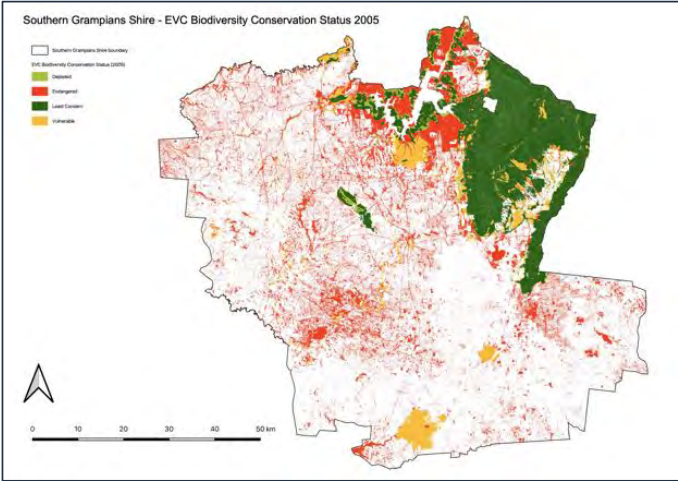 Southern Grampians Shire - EVC Biodiversity Conservation Status 2005
Southern Grampians Shire boundary
EVC Biodiversity Conservation Status (2005)
Depleted
Endangered
Least Concern
Vulnerable
0 10 20 30 40 50 km